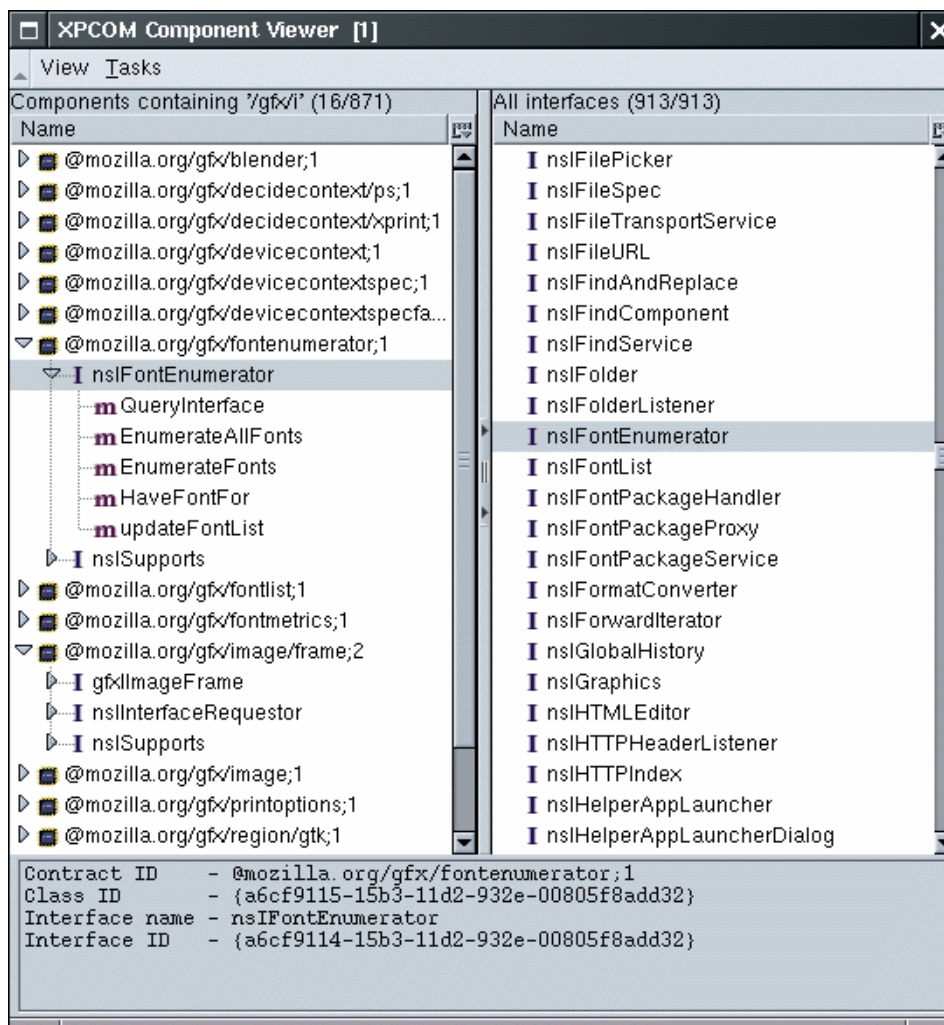 XPCOM Component Viewer [1]
View Tasks
Components containing '/gfx/i' (16/871)
Name
@mozilla.org/gfx/blender;1
@mozilla.org/gfx/decidecontext/ps;1
@mozilla.org/gfx/decidecontext/xprint;1
@mozilla.org/gfx/devicecontext;1
@mozilla.org/gfx/devicecontextspec;1
@mozilla.org/gfx/devicecontextspecfa...
@mozilla.org/gfx/fontenumerator;1
I nsIFontEnumerator
m QueryInterface
m EnumerateAllFonts
m EnumerateFonts
m HaveFontFor
m updateFontList
I nsISupports
@mozilla.org/gfx/fontlist;1
@mozilla.org/gfx/fontmetrics;1
@mozilla.org/gfx/image/frame;2
I gfxIImageFrame
I nsIInterfaceRequestor
I nsISupports
@mozilla.org/gfx/image;1
@mozilla.org/gfx/printoptions;1
@mozilla.org/gfx/region/gtk;1
All interfaces (913/913)
Name
I nsIFilePicker
I nsIFileSpec
I nsIFileTransportService
I nsIFileURL
I nsIFindAndReplace
I nsIFindComponent
I nsIFindService
I nsIFolder
I nsIFolderListener
I nsIFontEnumerator
I nsIFontList
I nsIFontPackageHandler
I nsIFontPackageProxy
I nsIFontPackageService
I nsIFormatConverter
I nsIForwardIterator
I nsIGlobalHistory
I nsIGraphics
I nsIHTMLEditor
I nsIHTTPHeaderListener
I nsIHTTPIndex
I nsIHelperAppLauncher
I nsIHelperAppLauncherDialog
Contract ID - @mozilla.org/gfx/fontenumerator;1
Class ID - {a6cf9115-15b3-11d2-932e-00805f8add32}
Interface name - nsIFontEnumerator
Interface ID - {a6cf9114-15b3-11d2-932e-00805f8add32}